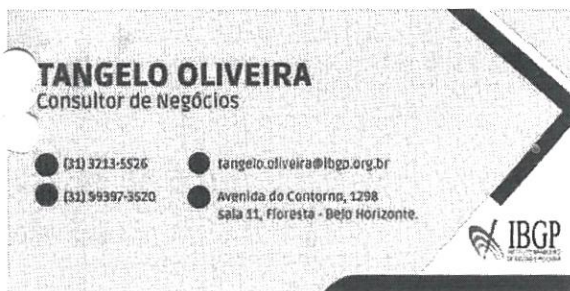 TANGELO OLIVEIRA
Consultor de Negócios
(31) 3213-5526
(31) 99397-3520
tangelo.oliveira@ibgp.org.br
Avenida do Contorno, 1298
sala 11, Floresta - Belo Horizonte.
IBGP